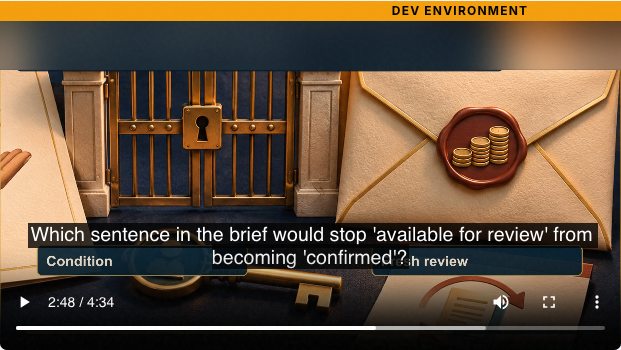 DEV ENVIRONMENT
Which sentence in the brief would stop 'available for review' from
becoming 'confirmed'?
Condition
review
2:48 / 4:34